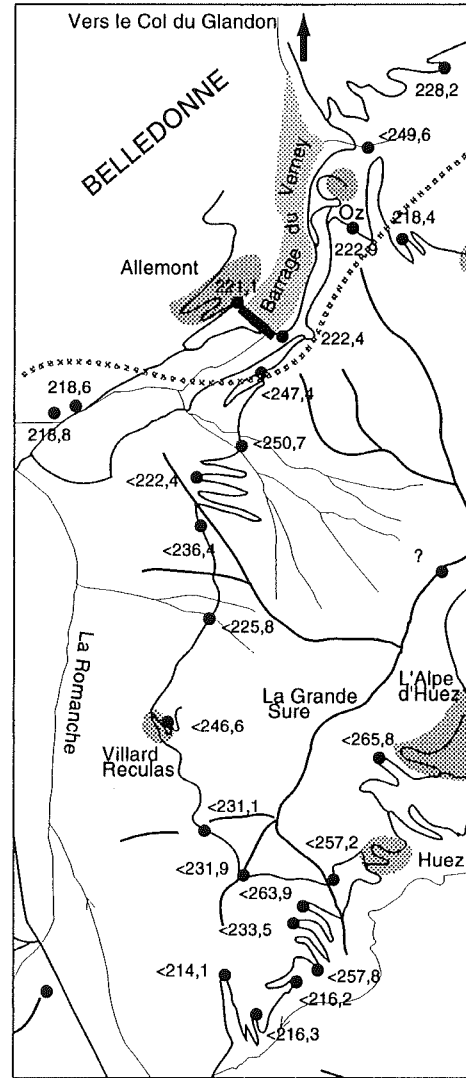 Vers le Col du Glandon
228,2
BELLEDONNE
<249,6
Barrage du Verney
Oz
218,4
222,9
Allemont
221,1
222,4
<247,4
218,6
218,8
<250,7
<222,4
<236,4
?
<225,8
La Romanche
L'Alpe
d'Huez
La Grande
Sure
<246,6
<265,8
Villard
Reculas
<231,1
<257,2
Huez
<231,9
<263,9
<233,5
<214,1
<257,8
<216,2
<216,3